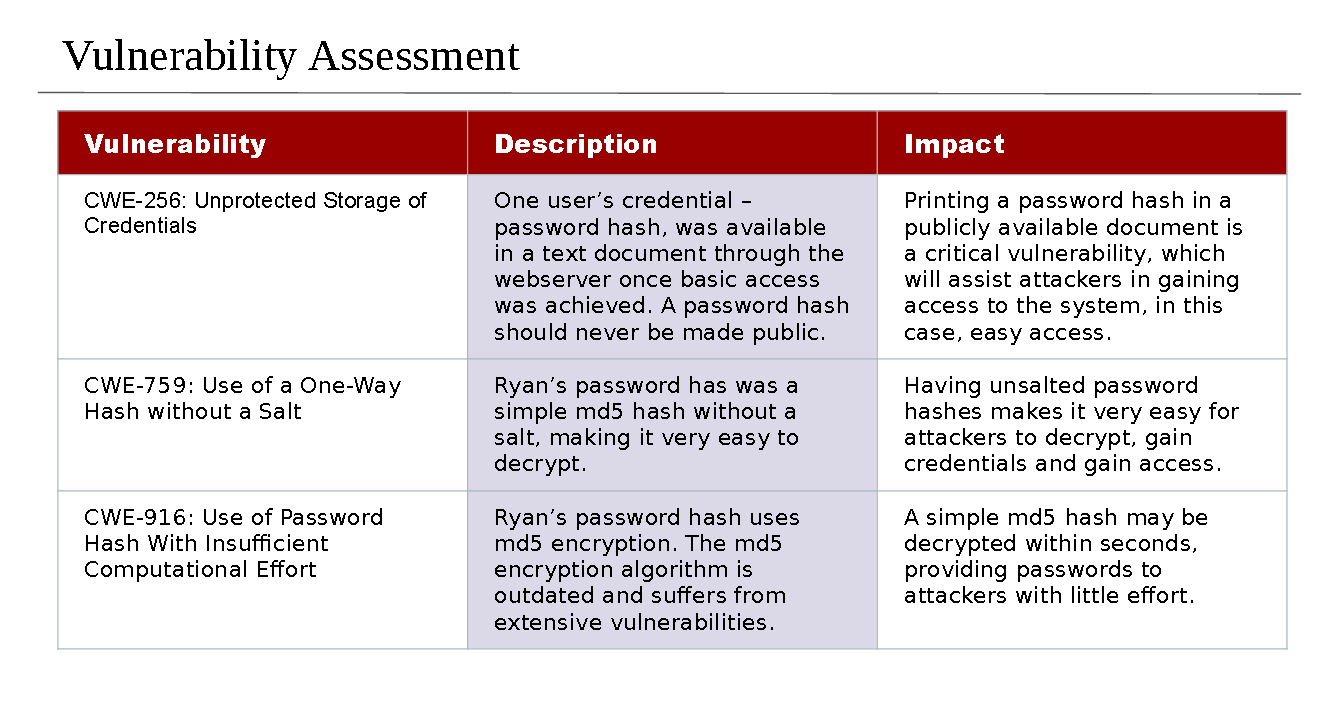 Vulnerability Assessment
Vulnerability
Description
Impact
CWE-256: Unprotected Storage of
Credentials
One user’s credential –
password hash, was available
in a text document through the
webserver once basic access
was achieved. A password hash
should never be made public.
Printing a password hash in a
publicly available document is
a critical vulnerability, which
will assist attackers in gaining
access to the system, in this
case, easy access.
CWE-759: Use of a One-Way
Hash without a Salt
Ryan’s password has was a
simple md5 hash without a
salt, making it very easy to
decrypt.
Having unsalted password
hashes makes it very easy for
attackers to decrypt, gain
credentials and gain access.
CWE-916: Use of Password
Hash With Insufficient
Computational Effort
Ryan’s password hash uses
md5 encryption. The md5
encryption algorithm is
outdated and suffers from
extensive vulnerabilities.
A simple md5 hash may be
decrypted within seconds,
providing passwords to
attackers with little effort.